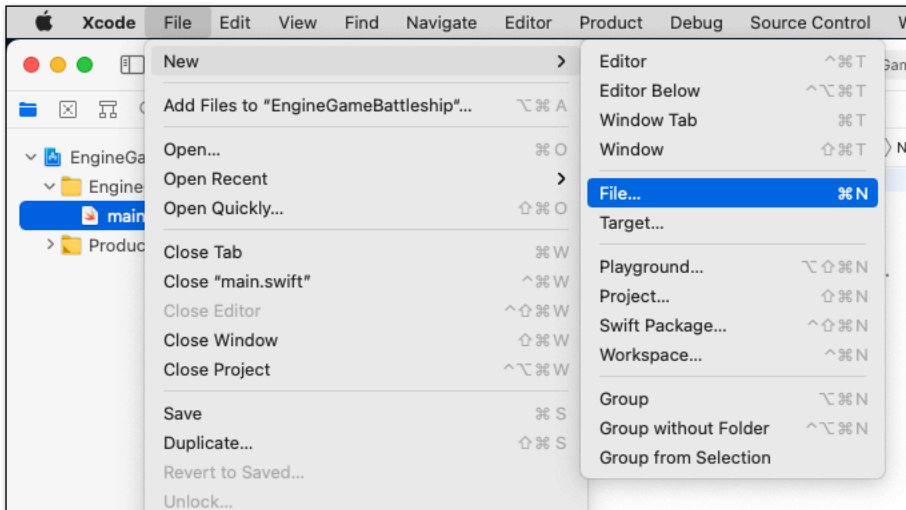 Xcode File Edit View Find Navigate Editor Product Debug Source Control
New >
Add Files to “EngineGameBattleship”... ⌥⌘A
Open... ⌘O
Open Recent >
Open Quickly... ⇧⌘O
Close Tab ⌘W
Close “main.swift” ⌃⌘W
Close Editor ⌃⇧⌘W
Close Window ⇧⌘W
Close Project ⌃⌥⌘W
Save ⌘S
Duplicate... ⇧⌘S
Revert to Saved...
Unlock...
Editor ⌃⌘T
Editor Below ⌃⌥⌘T
Window Tab ⌘T
Window ⇧⌘T
File... ⌘N
Target...
Playground... ⌥⇧⌘N
Project... ⇧⌘N
Swift Package... ⌃⇧⌘N
Workspace... ⌃⌘N
Group ⌥⌘N
Group without Folder ⌃⌥⌘N
Group from Selection
EngineGa
Engine
main
Produc